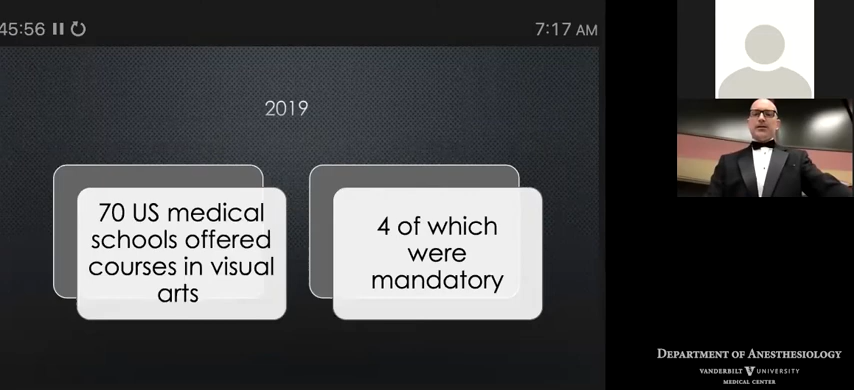 45:56
7:17 AM
2019
70 US medical
schools offered
courses in visual
arts
4 of which
were
mandatory
DEPARTMENT OF ANESTHESIOLOGY
VANDERBILT UNIVERSITY
MEDICAL CENTER